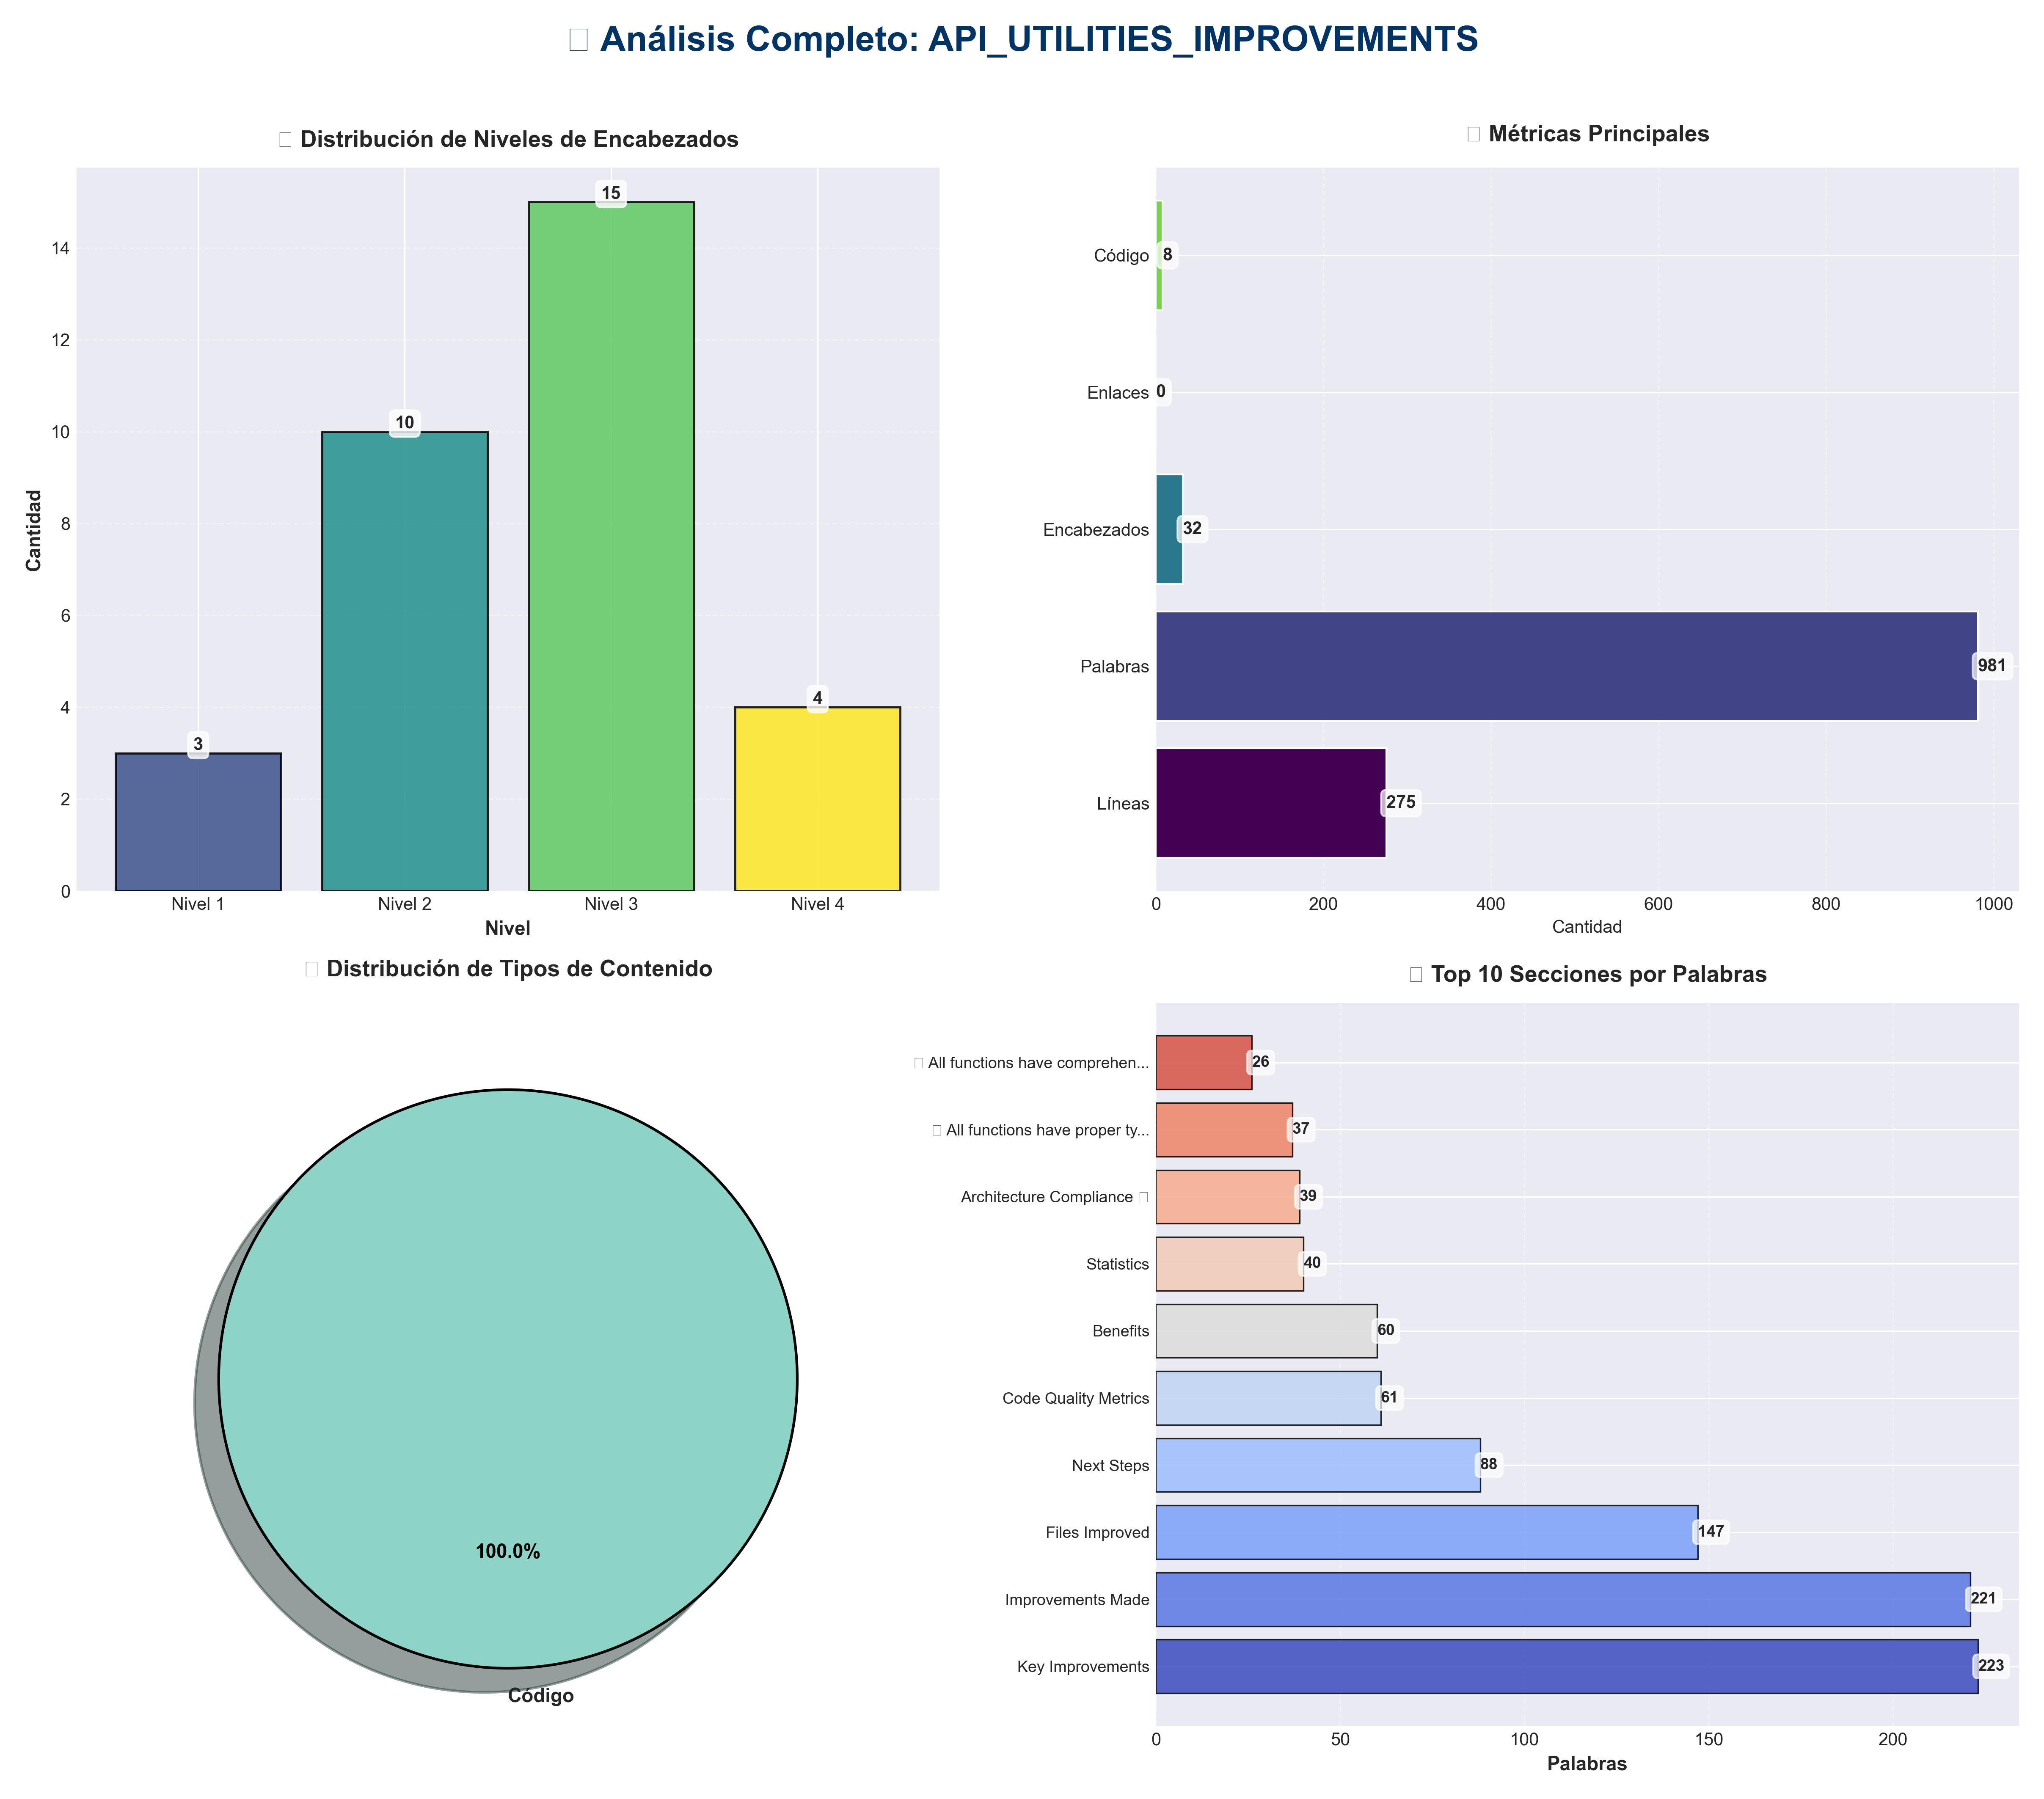 Análisis Completo: API_UTILITIES_IMPROVEMENTS
Distribución de Niveles de Encabezados
Cantidad
14
12
10
8
6
4
2
0
3
10
15
4
Nivel 1
Nivel 2
Nivel 3
Nivel 4
Nivel
Métricas Principales
Código
8
Enlaces
0
Encabezados
32
Palabras
981
Líneas
275
0
200
400
600
800
1000
Cantidad
Distribución de Tipos de Contenido
100.0%
Código
Top 10 Secciones por Palabras
All functions have comprehen...
26
All functions have proper ty...
37
Architecture Compliance
39
Statistics
40
Benefits
60
Code Quality Metrics
61
Next Steps
88
Files Improved
147
Improvements Made
221
Key Improvements
223
0
50
100
150
200
Palabras